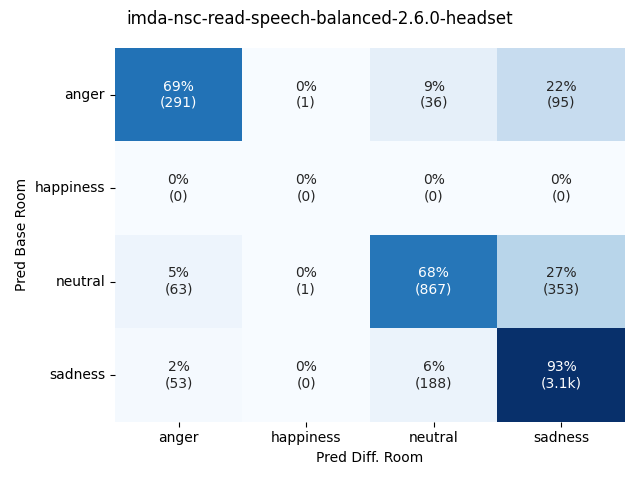 imda-nsc-read-speech-balanced-2.6.0-headset
Pred Base Room
anger
69% 0% 9% 22%
(291) (1) (36) (95)
happiness
0% 0% 0% 0%
(0) (0) (0) (0)
neutral
5% 0% 68% 27%
(63) (1) (867) (353)
sadness
2% 0% 6% 93%
(53) (0) (188) (3.1k)
anger happiness neutral sadness
Pred Diff. Room